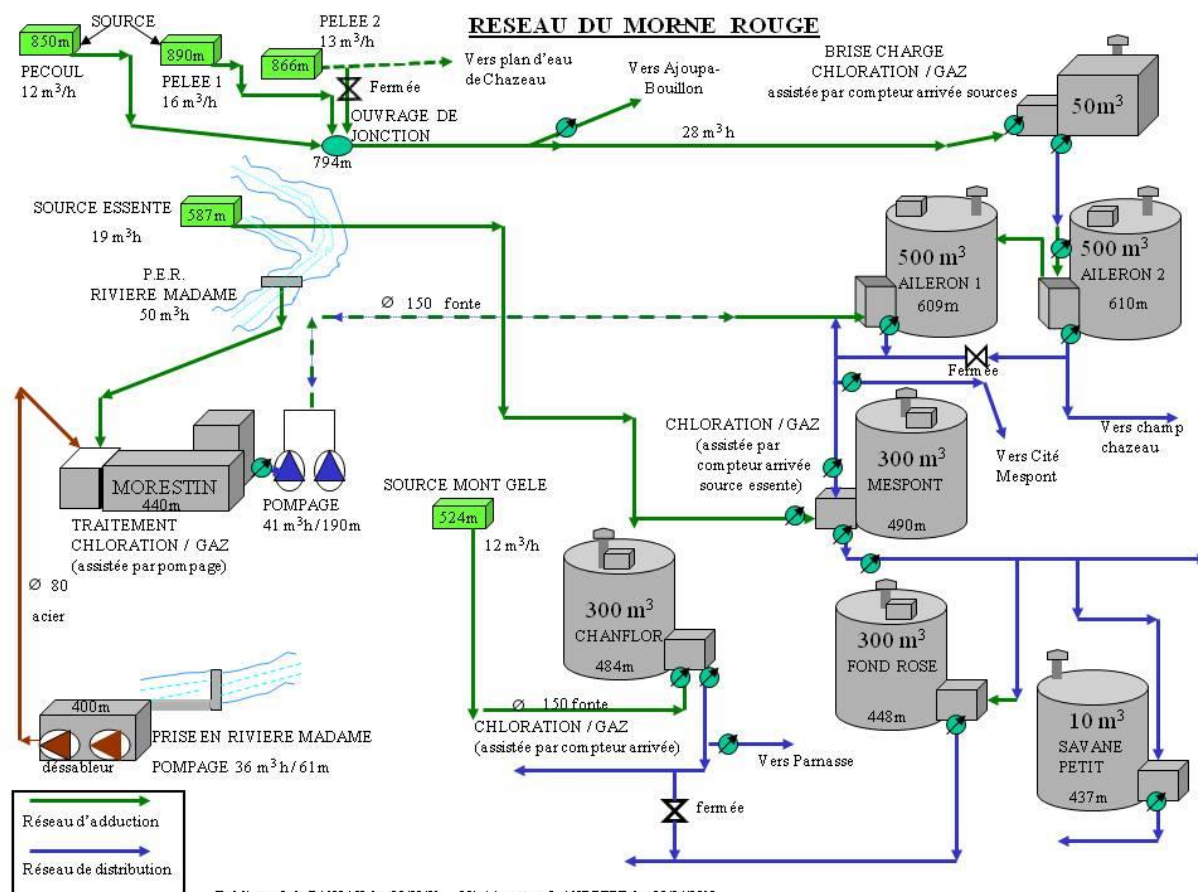 RESEAU DU MORNE ROUGE
SOURCE
850m
890m
PECOUL
12 m³/h
PELEE 1
16 m³/h
PELEE 2
13 m³/h
866m
Fermée
Vers plan d'eau
de Chazeau
Vers Ajoupa-
Bouillon
OUVRAGE DE
JONCTION
794m
28 m³h
BRISE CHARGE
CHLORATION / GAZ
assistée par compteur arrivée sources
50m³
SOURCE ESSENTE
587m
19 m³h
P.E.R.
RIVIERE MADAME
50 m³h
Ø 150 fonte
500 m³
AILERON 1
609m
500 m³
AILERON 2
610m
Fermée
Vers champ
chazeau
Vers Cité
Mespont
CHLORATION / GAZ
(assistée par
compteur arrivée
source essente)
300 m³
MESPONT
490m
MORESTIN
440m
TRAITEMENT
CHLORATION / GAZ
(assistée par pompage)
POMPAGE
41 m³h/190m
SOURCE MONT GELE
524m
12 m³/h
Ø 80
acier
300 m³
CHANFLOR
484m
Ø 150 fonte
CHLORATION / GAZ
(assistée par compteur arrivée)
300 m³
FOND ROSE
448m
10 m³
SAVANE
PETIT
437m
400m
déssableur
PRISE EN RIVIERE MADAME
POMPAGE 36 m³h/61m
Vers Parnasse
fermée
Réseau d'adduction
Réseau de distribution